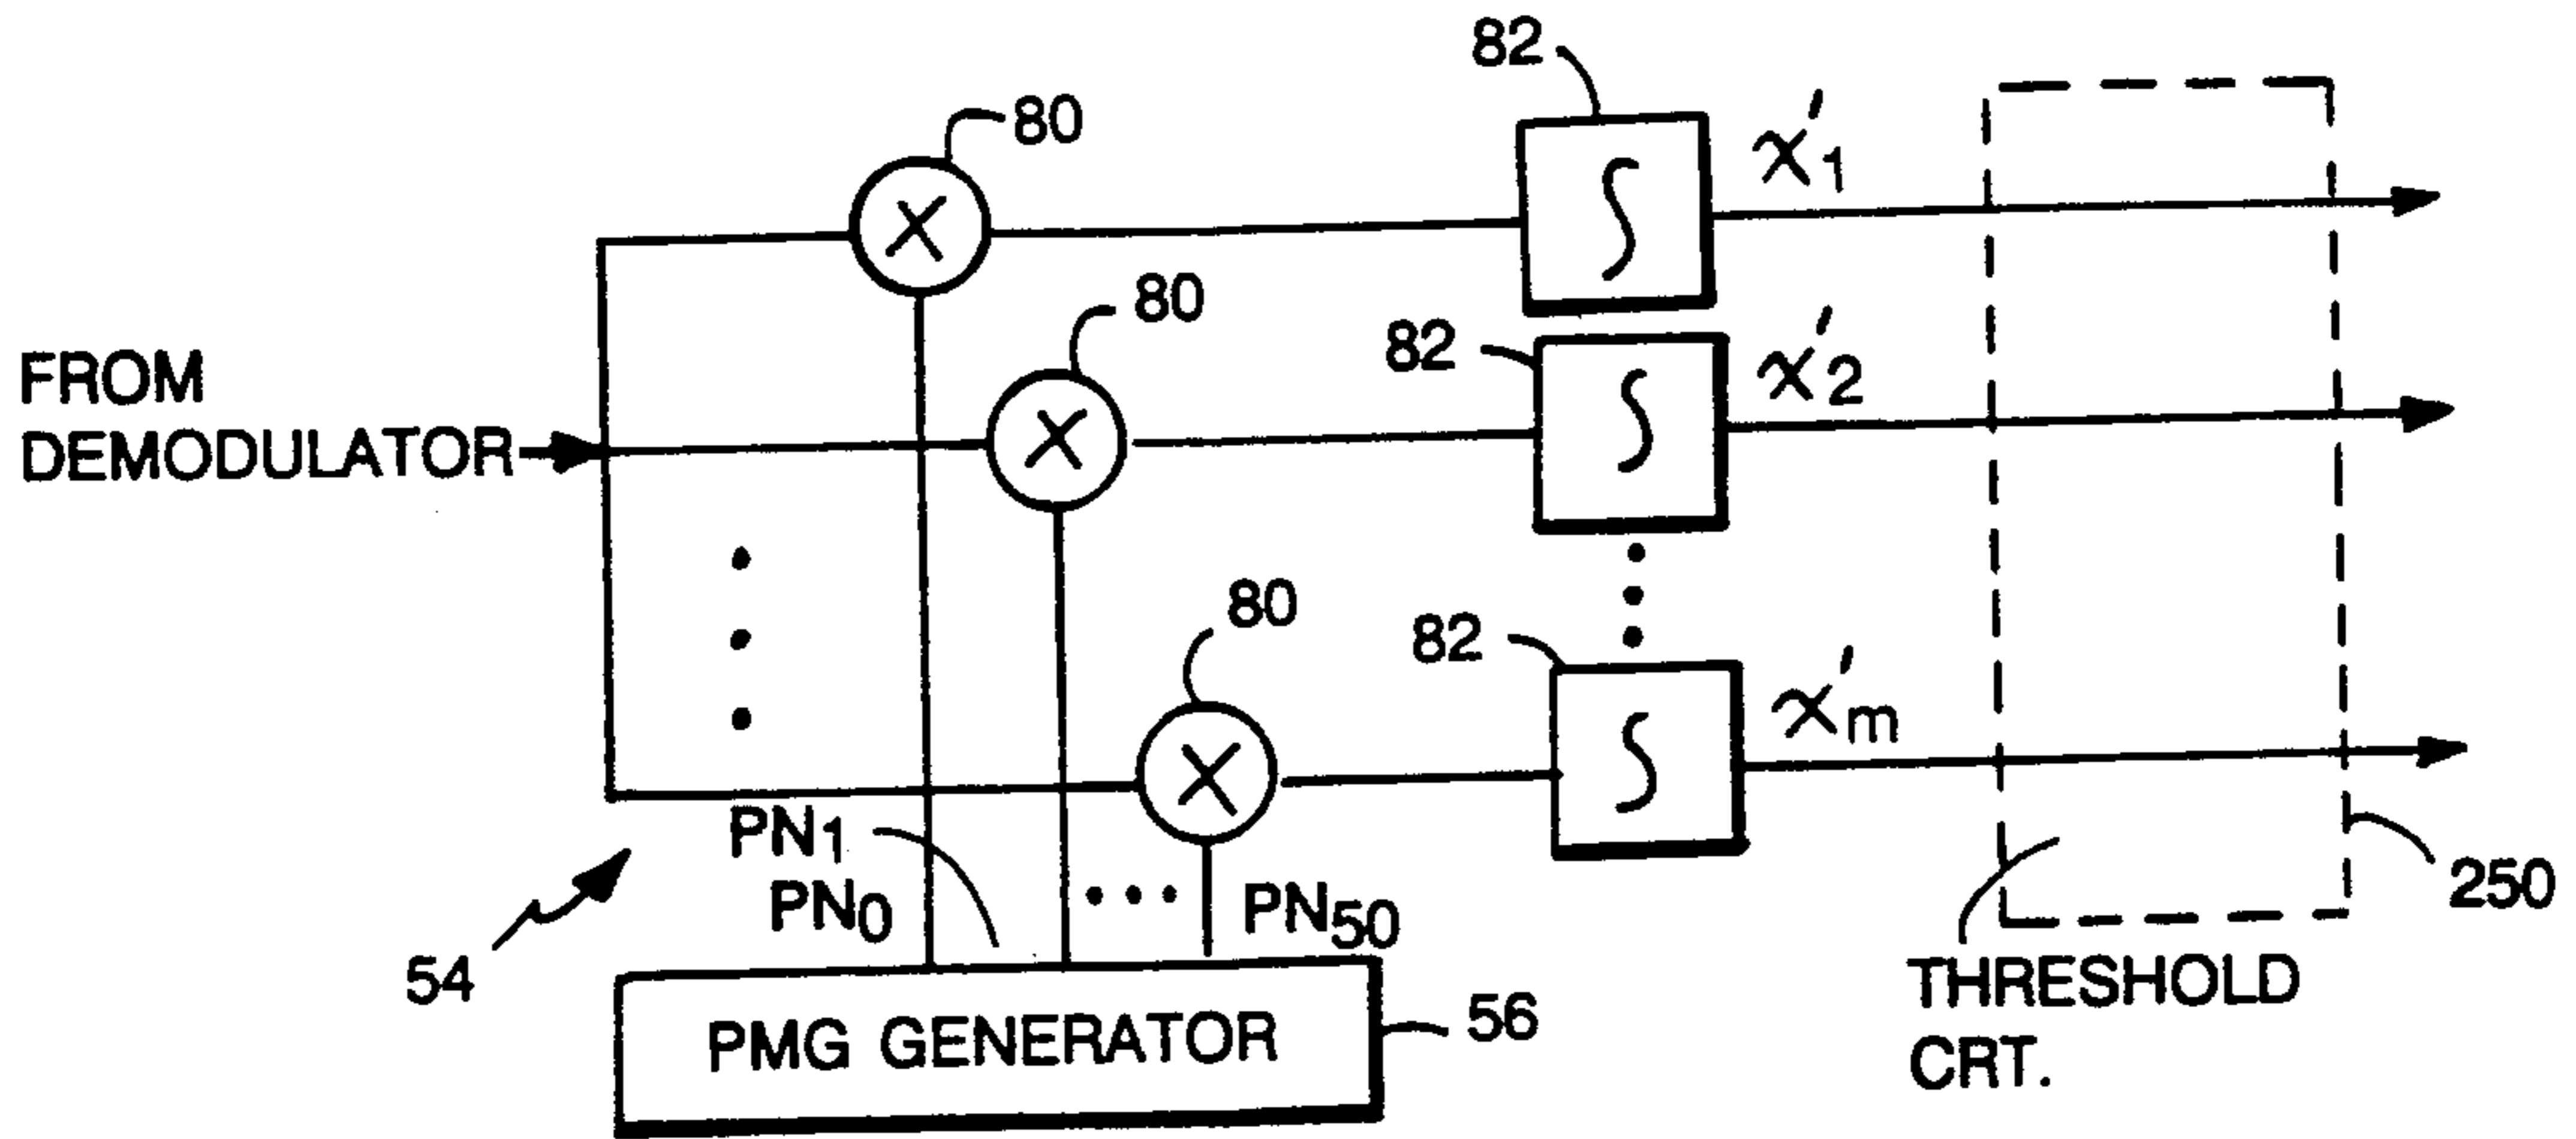 82
80
x'1
80
82
x'2
FROM
DEMODULATOR
80
82
x'm
PN1
PN0
PN50
250
54
PMG GENERATOR
56
THRESHOLD
CRT.